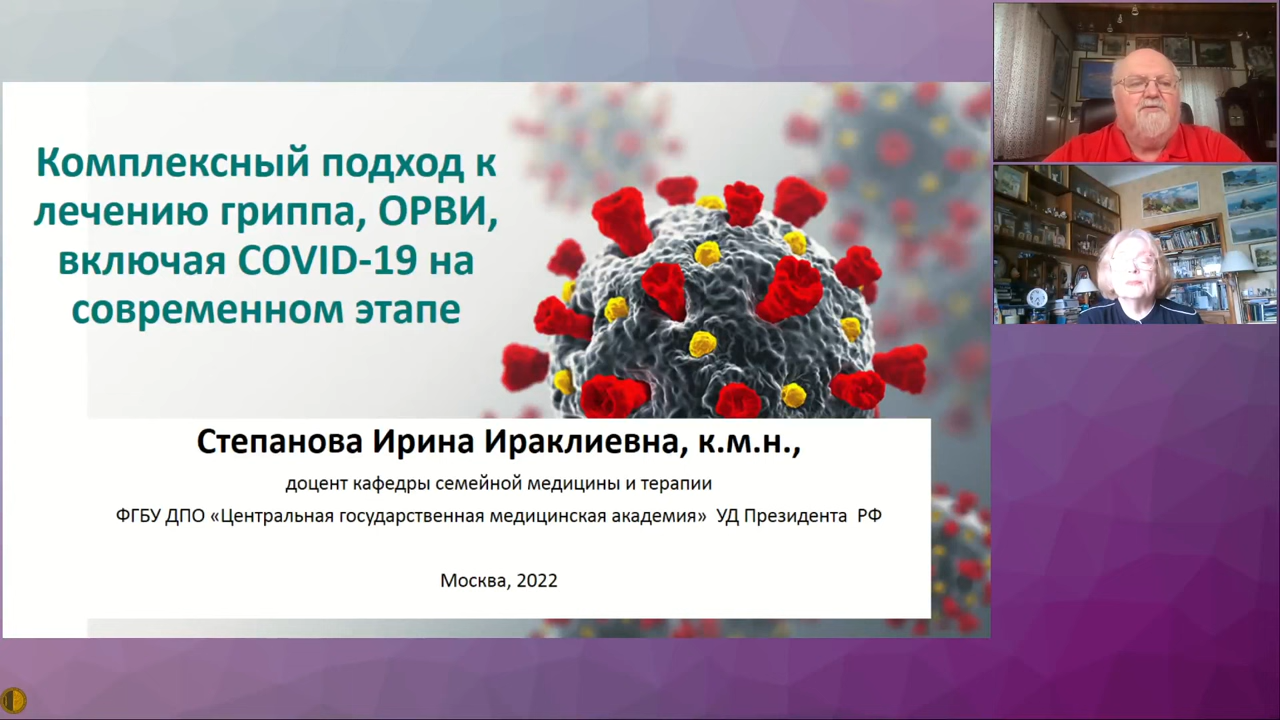 Комплексный подход к
лечению гриппа, ОРВИ,
включая COVID-19 на
современном этапе
Степанова Ирина Ираклиевна, к.м.н.,
доцент кафедры семейной медицины и терапии
ФГБУ ДПО «Центральная государственная медицинская академия» УД Президента РФ
Москва, 2022